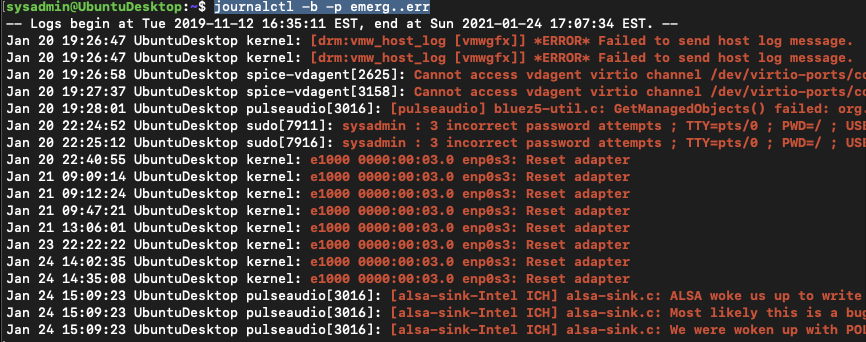 [sysadmin@UbuntuDesktop:~$ journalctl -b -p emerg..err
-- Logs begin at Tue 2019-11-12 16:35:11 EST, end at Sun 2021-01-24 17:07:34 EST. --
Jan 20 19:26:47 UbuntuDesktop kernel: [drm:vmw_host_log [vmwgfx]] *ERROR* Failed to send host log message.
Jan 20 19:26:47 UbuntuDesktop kernel: [drm:vmw_host_log [vmwgfx]] *ERROR* Failed to send host log message.
Jan 20 19:26:58 UbuntuDesktop spice-vdagent[2625]: Cannot access vdagent virtio channel /dev/virtio-ports/co
Jan 20 19:27:37 UbuntuDesktop spice-vdagent[3158]: Cannot access vdagent virtio channel /dev/virtio-ports/co
Jan 20 19:28:01 UbuntuDesktop pulseaudio[3016]: [pulseaudio] bluez5-util.c: GetManagedObjects() failed: org.
Jan 20 22:24:52 UbuntuDesktop sudo[7911]: sysadmin : 3 incorrect password attempts ; TTY=pts/0 ; PWD=/ ; USE
Jan 20 22:25:12 UbuntuDesktop sudo[7916]: sysadmin : 3 incorrect password attempts ; TTY=pts/0 ; PWD=/ ; USE
Jan 20 22:40:55 UbuntuDesktop kernel: e1000 0000:00:03.0 enp0s3: Reset adapter
Jan 21 09:09:14 UbuntuDesktop kernel: e1000 0000:00:03.0 enp0s3: Reset adapter
Jan 21 09:12:24 UbuntuDesktop kernel: e1000 0000:00:03.0 enp0s3: Reset adapter
Jan 21 09:47:21 UbuntuDesktop kernel: e1000 0000:00:03.0 enp0s3: Reset adapter
Jan 21 13:06:01 UbuntuDesktop kernel: e1000 0000:00:03.0 enp0s3: Reset adapter
Jan 23 22:22:22 UbuntuDesktop kernel: e1000 0000:00:03.0 enp0s3: Reset adapter
Jan 24 14:02:35 UbuntuDesktop kernel: e1000 0000:00:03.0 enp0s3: Reset adapter
Jan 24 14:35:08 UbuntuDesktop kernel: e1000 0000:00:03.0 enp0s3: Reset adapter
Jan 24 15:09:23 UbuntuDesktop pulseaudio[3016]: [alsa-sink-Intel ICH] alsa-sink.c: ALSA woke us up to write
Jan 24 15:09:23 UbuntuDesktop pulseaudio[3016]: [alsa-sink-Intel ICH] alsa-sink.c: Most likely this is a bug
Jan 24 15:09:23 UbuntuDesktop pulseaudio[3016]: [alsa-sink-Intel ICH] alsa-sink.c: We were woken up with POL